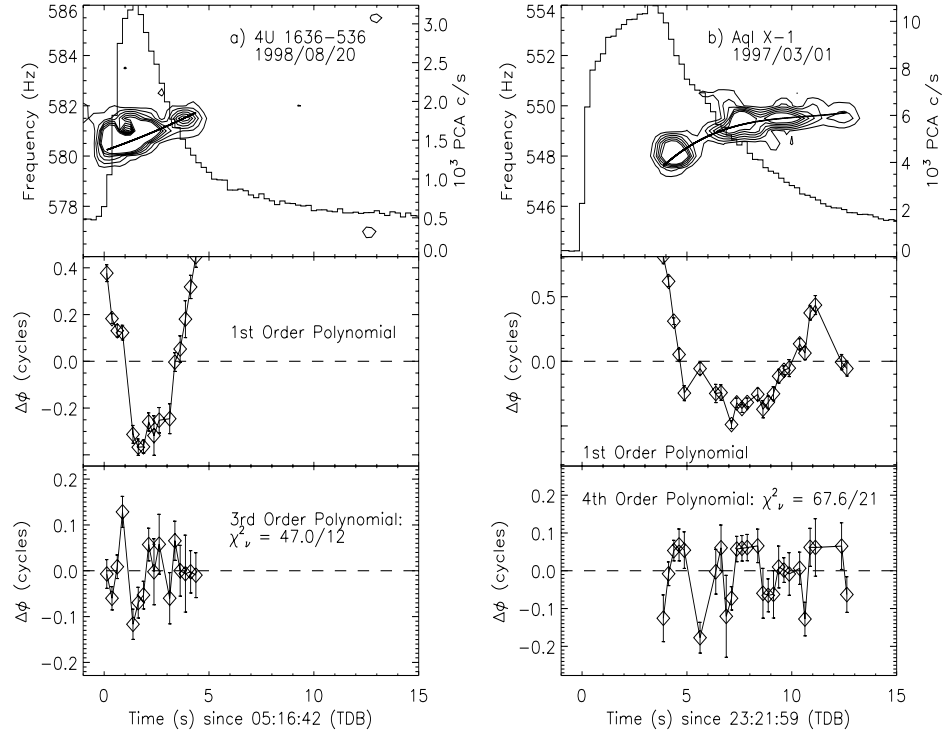 586
584
582
580
578
Frequency (Hz)
a) 4U 1636−536
1998/08/20
3.0
2.5
2.0
1.5
1.0
0.5
0.0
10³ PCA c/s
554
552
550
548
546
Frequency (Hz)
b) Aql X−1
1997/03/01
10
8
6
4
2
0
10³ PCA c/s
0.4
0.2
0.0
−0.2
Δϕ (cycles)
1st Order Polynomial
0.5
0.0
Δϕ (cycles)
1st Order Polynomial
0.2
0.1
0.0
−0.1
−0.2
Δϕ (cycles)
3rd Order Polynomial:
χ²ᵥ = 47.0/12
0 5 10 15
Time (s) since 05:16:42 (TDB)
0.2
0.1
0.0
−0.1
−0.2
Δϕ (cycles)
4th Order Polynomial: χ²ᵥ = 67.6/21
0 5 10 15
Time (s) since 23:21:59 (TDB)